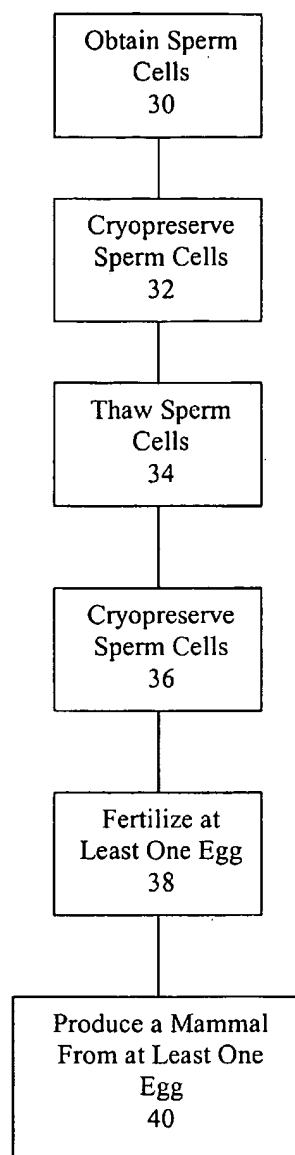 Obtain Sperm
Cells
30
Cryopreserve
Sperm Cells
32
Thaw Sperm
Cells
34
Cryopreserve
Sperm Cells
36
Fertilize at
Least One Egg
38
Produce a Mammal
From at Least One
Egg
40